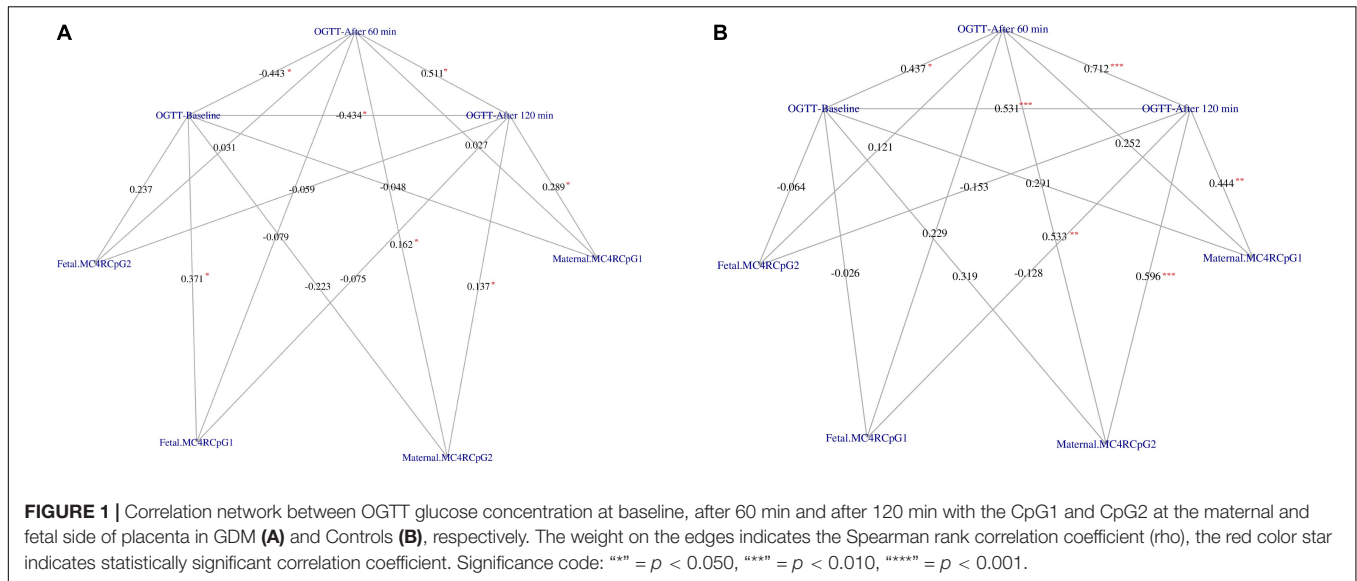 A
OGTT-After 60 min
-0.443 *
0.511 *
OGTT-Baseline
-0.434 *
OGTT-After 120 min
0.031
0.027
0.237
-0.059
-0.048
0.289 *
-0.079
0.162 *
Fetal.MC4RCpG2
Maternal.MC4RCpG1
0.371 *
-0.223
-0.075
0.137 *
Fetal.MC4RCpG1
Maternal.MC4RCpG2
B
OGTT-After 60 min
0.437 *
0.712 ***
OGTT-Baseline
0.531 ***
OGTT-After 120 min
0.121
0.252
-0.064
-0.153
0.291
0.444 **
0.229
0.533 **
Fetal.MC4RCpG2
Maternal.MC4RCpG1
-0.026
0.319
-0.128
0.596 ***
Fetal.MC4RCpG1
Maternal.MC4RCpG2
FIGURE 1 | Correlation network between OGTT glucose concentration at baseline, after 60 min and after 120 min with the CpG1 and CpG2 at the maternal and
fetal side of placenta in GDM (A) and Controls (B), respectively. The weight on the edges indicates the Spearman rank correlation coefficient (rho), the red color star
indicates statistically significant correlation coefficient. Significance code: “*” = p < 0.050, “**” = p < 0.010, “***” = p < 0.001.